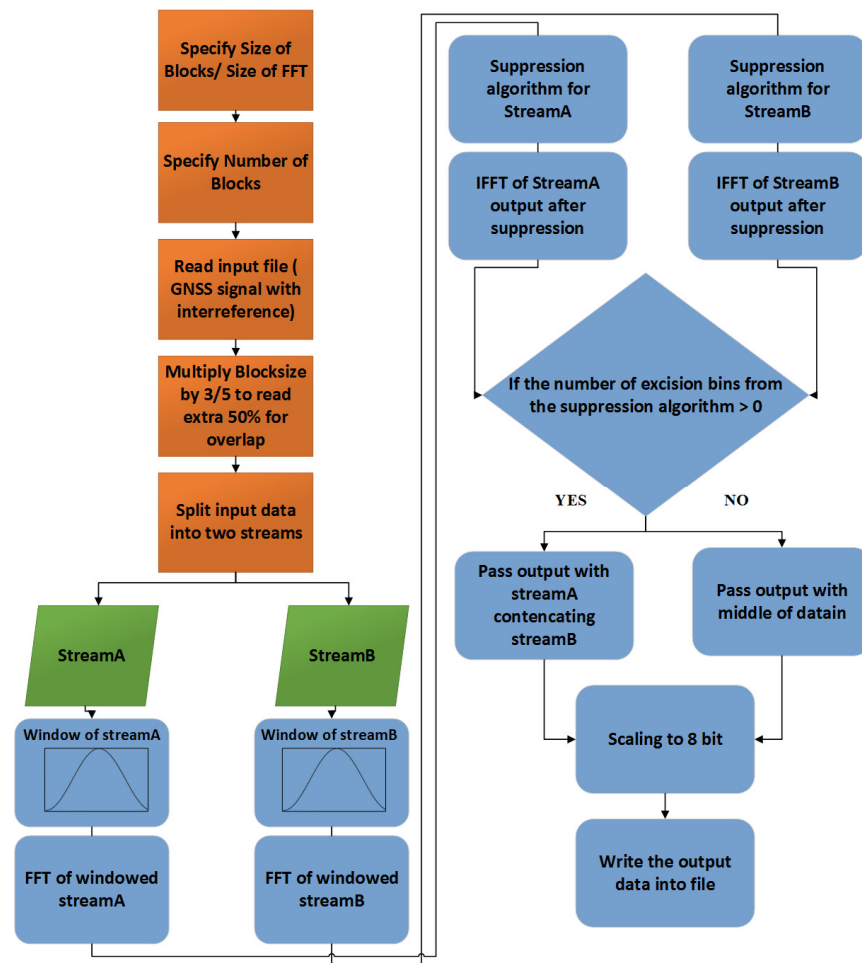 Specify Size of
Blocks/ Size of FFT
Specify Number of
Blocks
Read input file (
GNSS signal with
interreference)
Multiply Blocksize
by 3/5 to read
extra 50% for
overlap
Split input data
into two streams
StreamA
StreamB
Window of streamA
Window of streamB
FFT of windowed
streamA
FFT of windowed
streamB
Suppression
algorithm for
StreamA
Suppression
algorithm for
StreamB
IFFT of StreamA
output after
suppression
IFFT of StreamB
output after
suppression
If the number of excision bins from
the suppression algorithm > 0
YES
NO
Pass output with
streamA
contencating
streamB
Pass output with
middle of datain
Scaling to 8 bit
Write the output
data into file